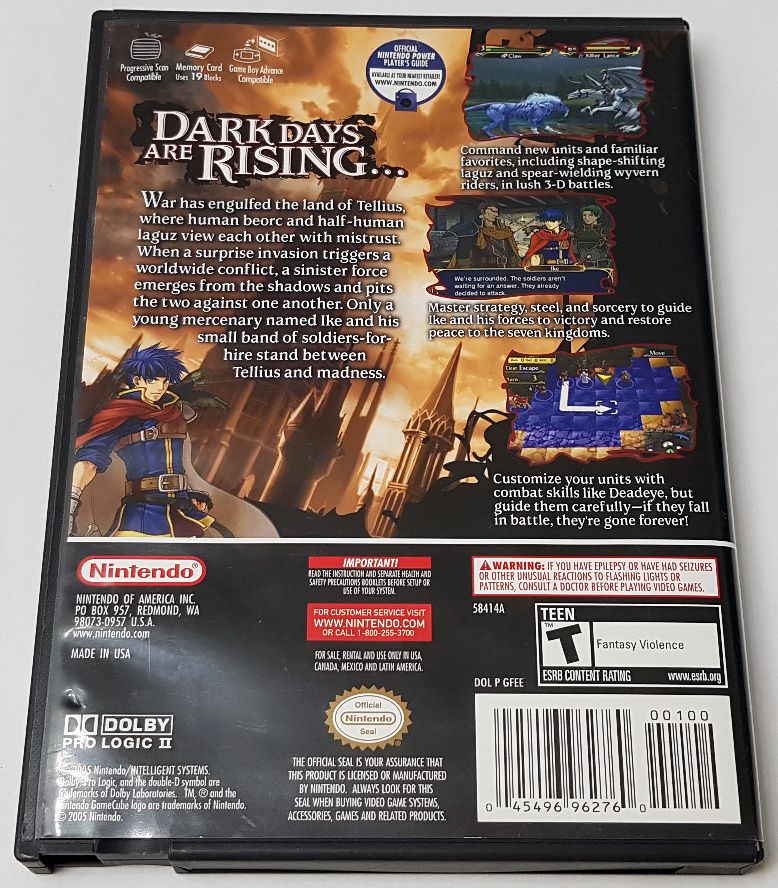 Progressive Scan
Compatible
Memory Card
Uses 19 Blocks
Game Boy Advance
Compatible
OFFICIAL
NINTENDO POWER
PLAYER'S GUIDE
AVAILABLE AT YOUR NEAREST RETAILER!
WWW.NINTENDO.COM
Claw
Killer Lance
DARK DAYS
ARE RISING...
Command new units and familiar
favorites, including shape-shifting
laguz and spear-wielding wyvern
riders, in lush 3-D battles.
War has engulfed the land of Tellius,
where human beorc and half-human
laguz view each other with mistrust.
When a surprise invasion triggers a
worldwide conflict, a sinister force
emerges from the shadows and pits
the two against one another. Only a
young mercenary named Ike and his
small band of soldiers-for-
hire stand between
Tellius and madness.
Ike
We're surrounded. The soldiers aren't
waiting for an answer. They already
decided to attack.
Master strategy, steel, and sorcery to guide
Ike and his forces to victory and restore
peace to the seven kingdoms.
Move
Clear Escape
Turn 3
Customize your units with
combat skills like Deadeye, but
guide them carefully—if they fall
in battle, they're gone forever!
Nintendo®
NINTENDO OF AMERICA INC.
PO BOX 957, REDMOND, WA
98073-0957 U.S.A.
www.nintendo.com
MADE IN USA
IMPORTANT!
READ THE INSTRUCTION AND SEPARATE HEALTH AND
SAFETY PRECAUTIONS BOOKLETS BEFORE SETUP OR
USE OF YOUR SYSTEM.
FOR CUSTOMER SERVICE VISIT
WWW.NINTENDO.COM
OR CALL 1-800-255-3700
FOR SALE, RENTAL AND USE ONLY IN USA,
CANADA, MEXICO AND LATIN AMERICA.
WARNING: IF YOU HAVE EPILEPSY OR HAVE HAD SEIZURES
OR OTHER UNUSUAL REACTIONS TO FLASHING LIGHTS OR
PATTERNS, CONSULT A DOCTOR BEFORE PLAYING VIDEO GAMES.
58414A
TEEN
T
TM
Fantasy Violence
ESRB CONTENT RATING www.esrb.org
DOL P GFEE
DOLBY
PRO LOGIC II
© 2005 Nintendo/INTELLIGENT SYSTEMS.
Dolby, Pro Logic, and the double-D symbol are
trademarks of Dolby Laboratories. TM, ® and the
Nintendo GameCube logo are trademarks of Nintendo.
© 2005 Nintendo.
Official
Nintendo
Seal
THE OFFICIAL SEAL IS YOUR ASSURANCE THAT
THIS PRODUCT IS LICENSED OR MANUFACTURED
BY NINTENDO. ALWAYS LOOK FOR THIS
SEAL WHEN BUYING VIDEO GAME SYSTEMS,
ACCESSORIES, GAMES AND RELATED PRODUCTS.
00100
0 45496 96276 0